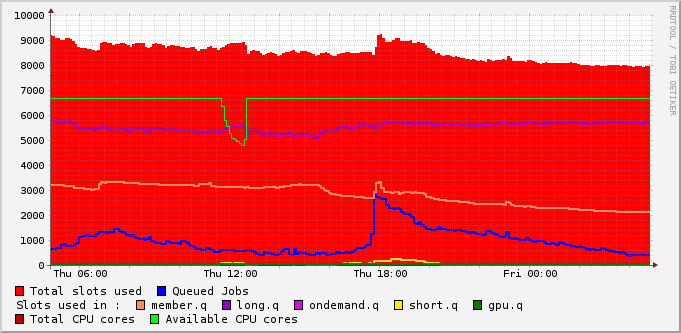 RRDTOOL / TOBI OETIKER
10000
9000
8000
7000
6000
5000
4000
3000
2000
1000
0
Thu 06:00 Thu 12:00 Thu 18:00 Fri 00:00
Total slots used Queued Jobs
Slots used in : member.q long.q ondemand.q short.q gpu.q
Total CPU cores Available CPU cores